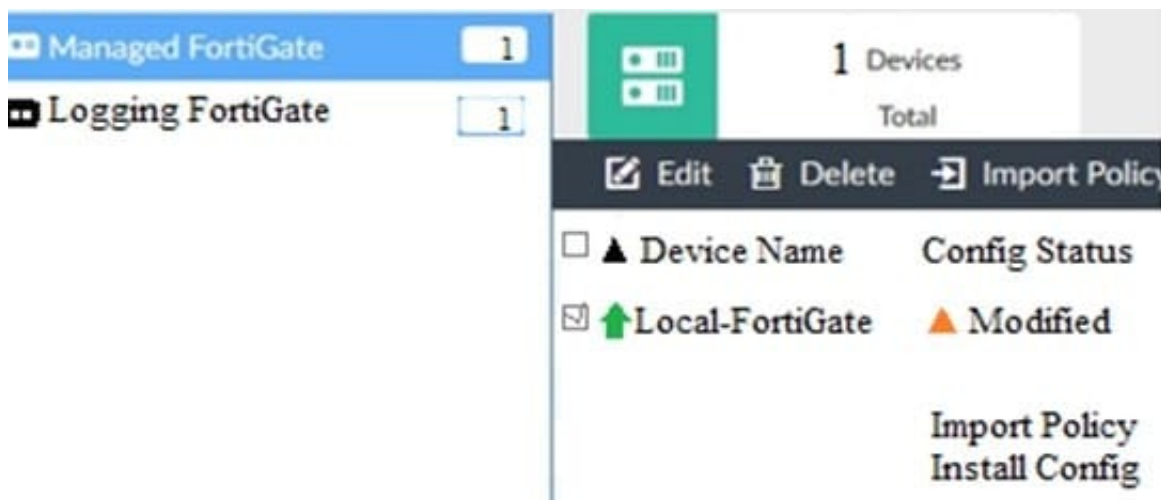 Managed FortiGate 1
Logging FortiGate 1
1 Devices
Total
Edit Delete Import Policy
Device Name Config Status
Local-FortiGate Modified
Import Policy
Install Config